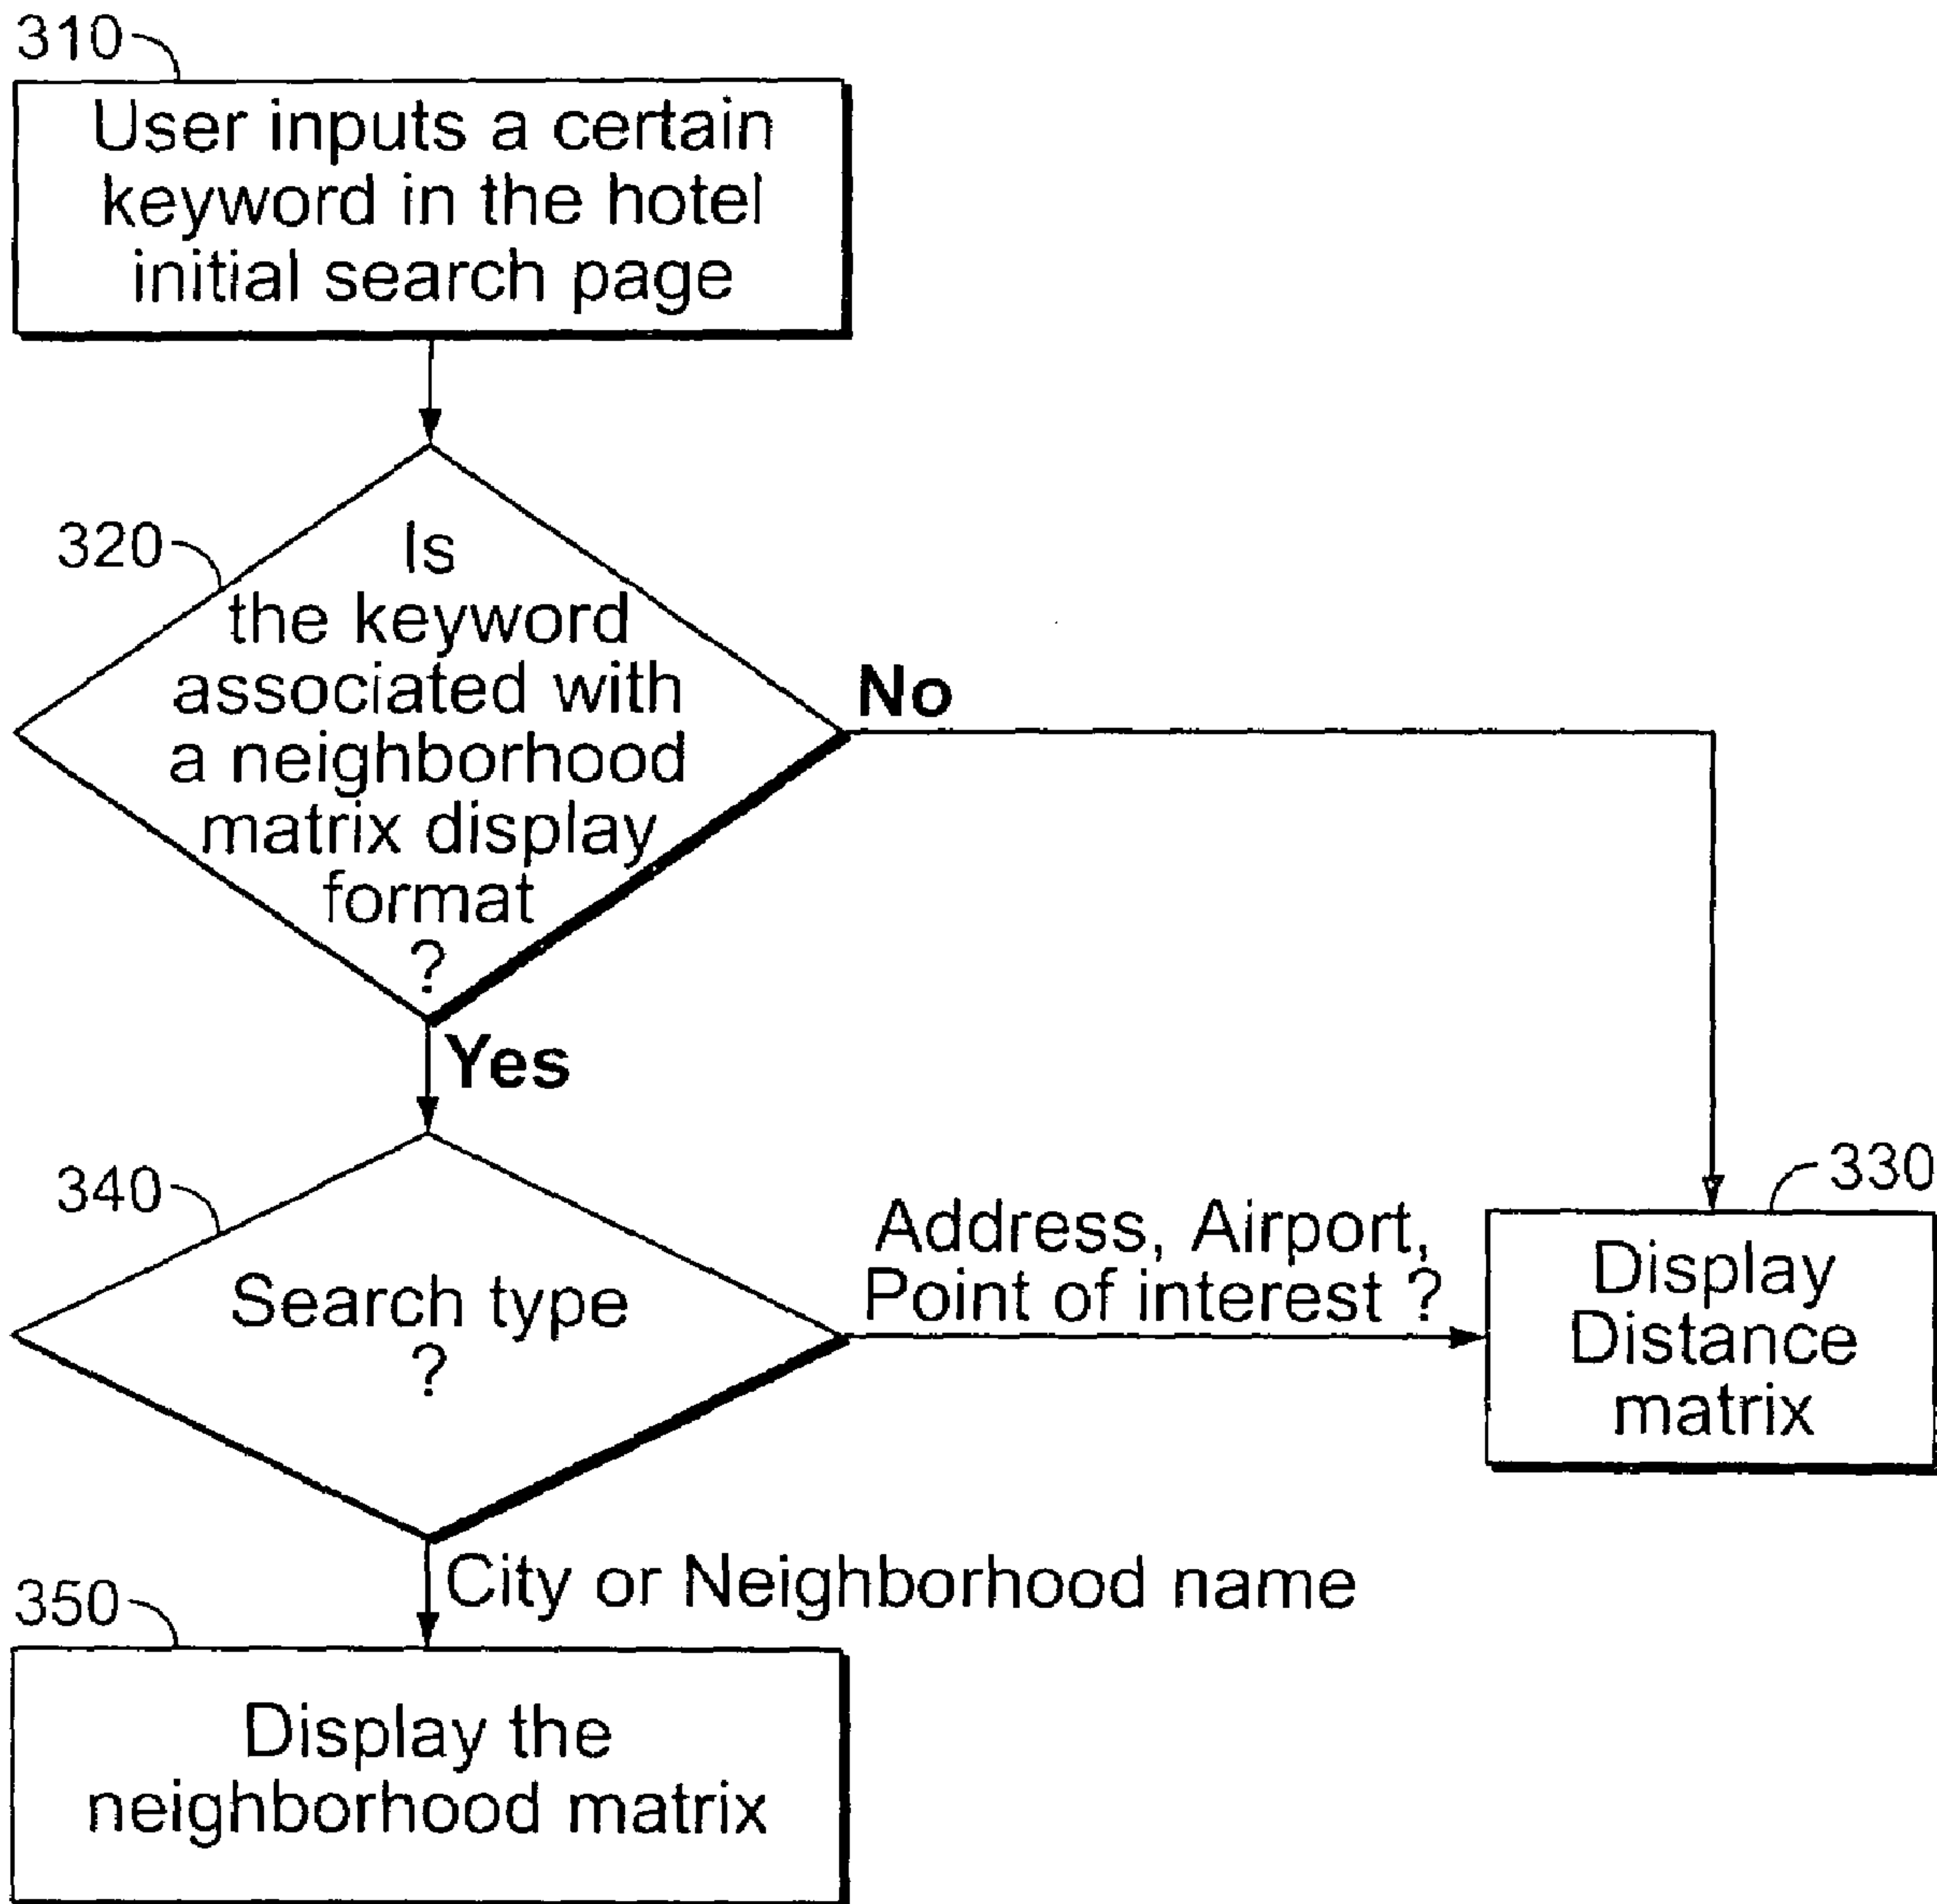 310
User inputs a certain
keyword in the hotel
initial search page
320
Is
the keyword
associated with
a neighborhood
matrix display
format
?
No
Yes
340
Search type
?
Address, Airport,
Point of interest ?
330
Display
Distance
matrix
City or Neighborhood name
350
Display the
neighborhood matrix